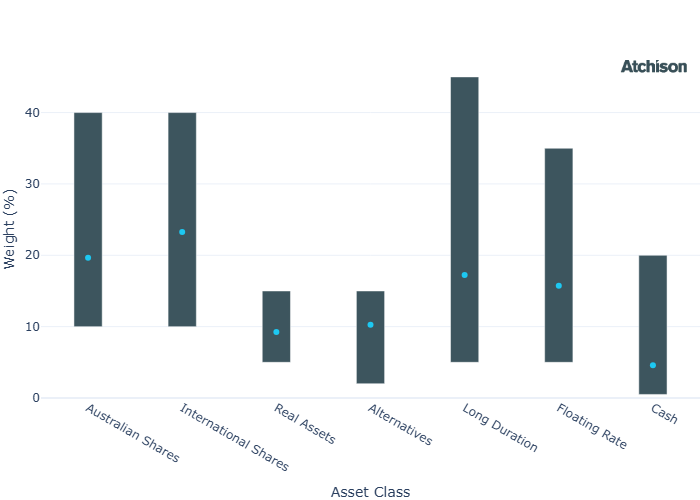 Atchison
Weight (%)
40
30
20
10
0
Australian Shares
International Shares
Real Assets
Alternatives
Long Duration
Floating Rate
Cash
Asset Class